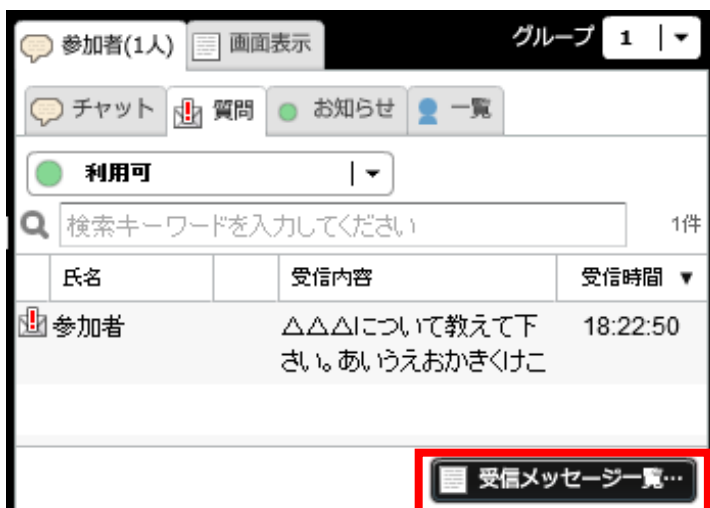 参加者(1人) 画面表示 グループ 1
チャット 質問 お知らせ 一覧
利用可
検索キーワードを入力してください 1件
氏名 受信内容 受信時間 ▼
参加者 △△△について教えて下 18:22:50
さい。あいうえおかきくけこ
受信メッセージ一覧…